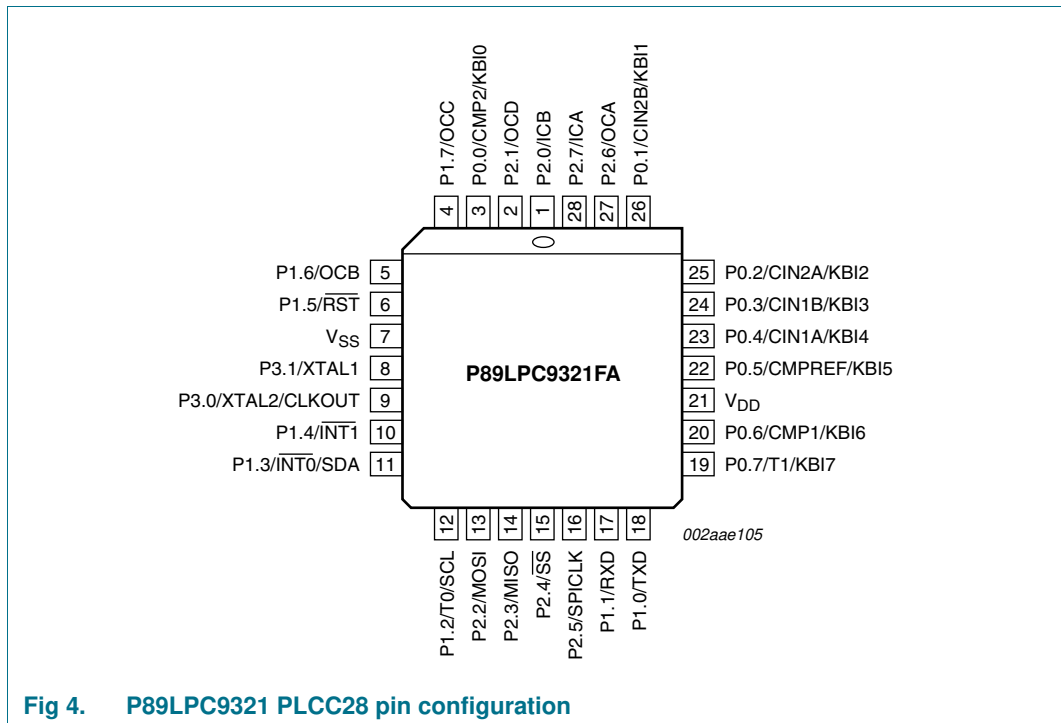 P1.7/OCC
P0.0/CMP2/KBI0
P2.1/OCD
P2.0/ICB
P2.7/ICA
P2.6/OCA
P0.1/CIN2B/KBI1
4
3
2
1
28
27
26
P1.6/OCB 5
P1.5/R̅S̅T̅ 6
VSS 7
P3.1/XTAL1 8
P3.0/XTAL2/CLKOUT 9
P1.4/I̅N̅T̅1̅ 10
P1.3/I̅N̅T̅0̅/SDA 11
P89LPC9321FA
25 P0.2/CIN2A/KBI2
24 P0.3/CIN1B/KBI3
23 P0.4/CIN1A/KBI4
22 P0.5/CMPREF/KBI5
21 VDD
20 P0.6/CMP1/KBI6
19 P0.7/T1/KBI7
12
13
14
15
16
17
18
P1.2/T0/SCL
P2.2/MOSI
P2.3/MISO
P2.4/S̅S̅
P2.5/SPICLK
P1.1/RXD
P1.0/TXD
002aae105
Fig 4. P89LPC9321 PLCC28 pin configuration